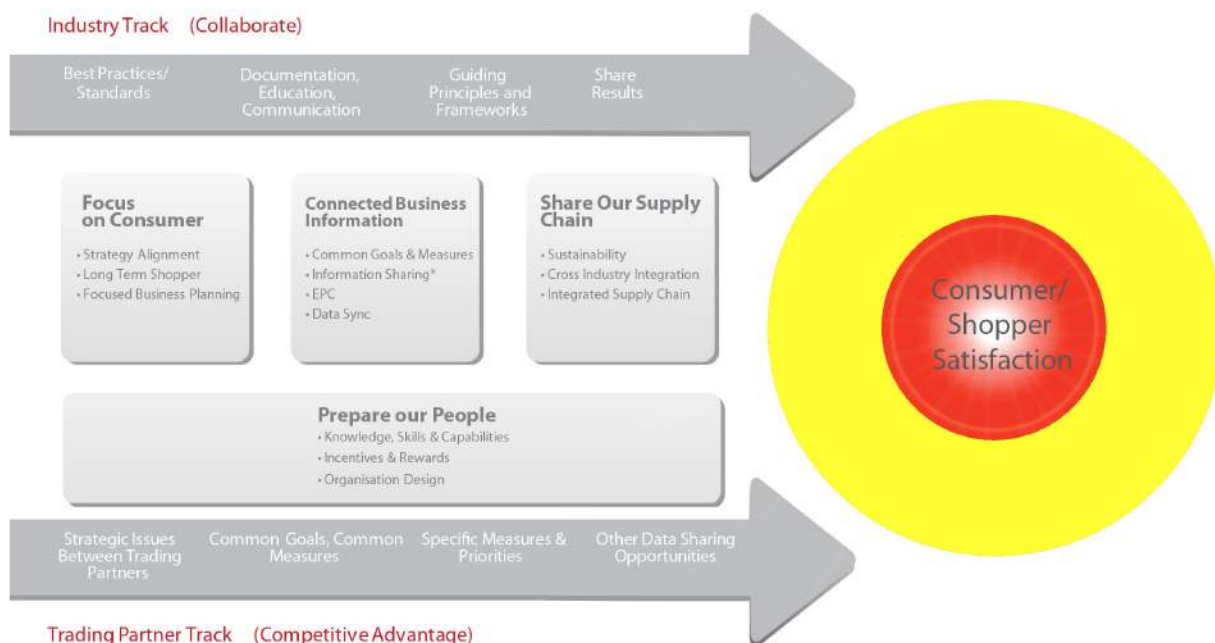 Industry Track (Collaborate)
Best Practices/
Standards
Documentation,
Education,
Communication
Guiding
Principles and
Frameworks
Share
Results
Focus
on Consumer
• Strategy Alignment
• Long Term Shopper
• Focused Business Planning
Connected Business
Information
• Common Goals & Measures
• Information Sharing*
• EPC
• Data Sync
Share Our Supply
Chain
• Sustainability
• Cross Industry Integration
• Integrated Supply Chain
Consumer/
Shopper
Satisfaction
Prepare our People
• Knowledge, Skills & Capabilities
• Incentives & Rewards
• Organisation Design
Strategic Issues
Between Trading
Partners
Common Goals, Common
Measures
Specific Measures &
Priorities
Other Data Sharing
Opportunities
Trading Partner Track (Competitive Advantage)